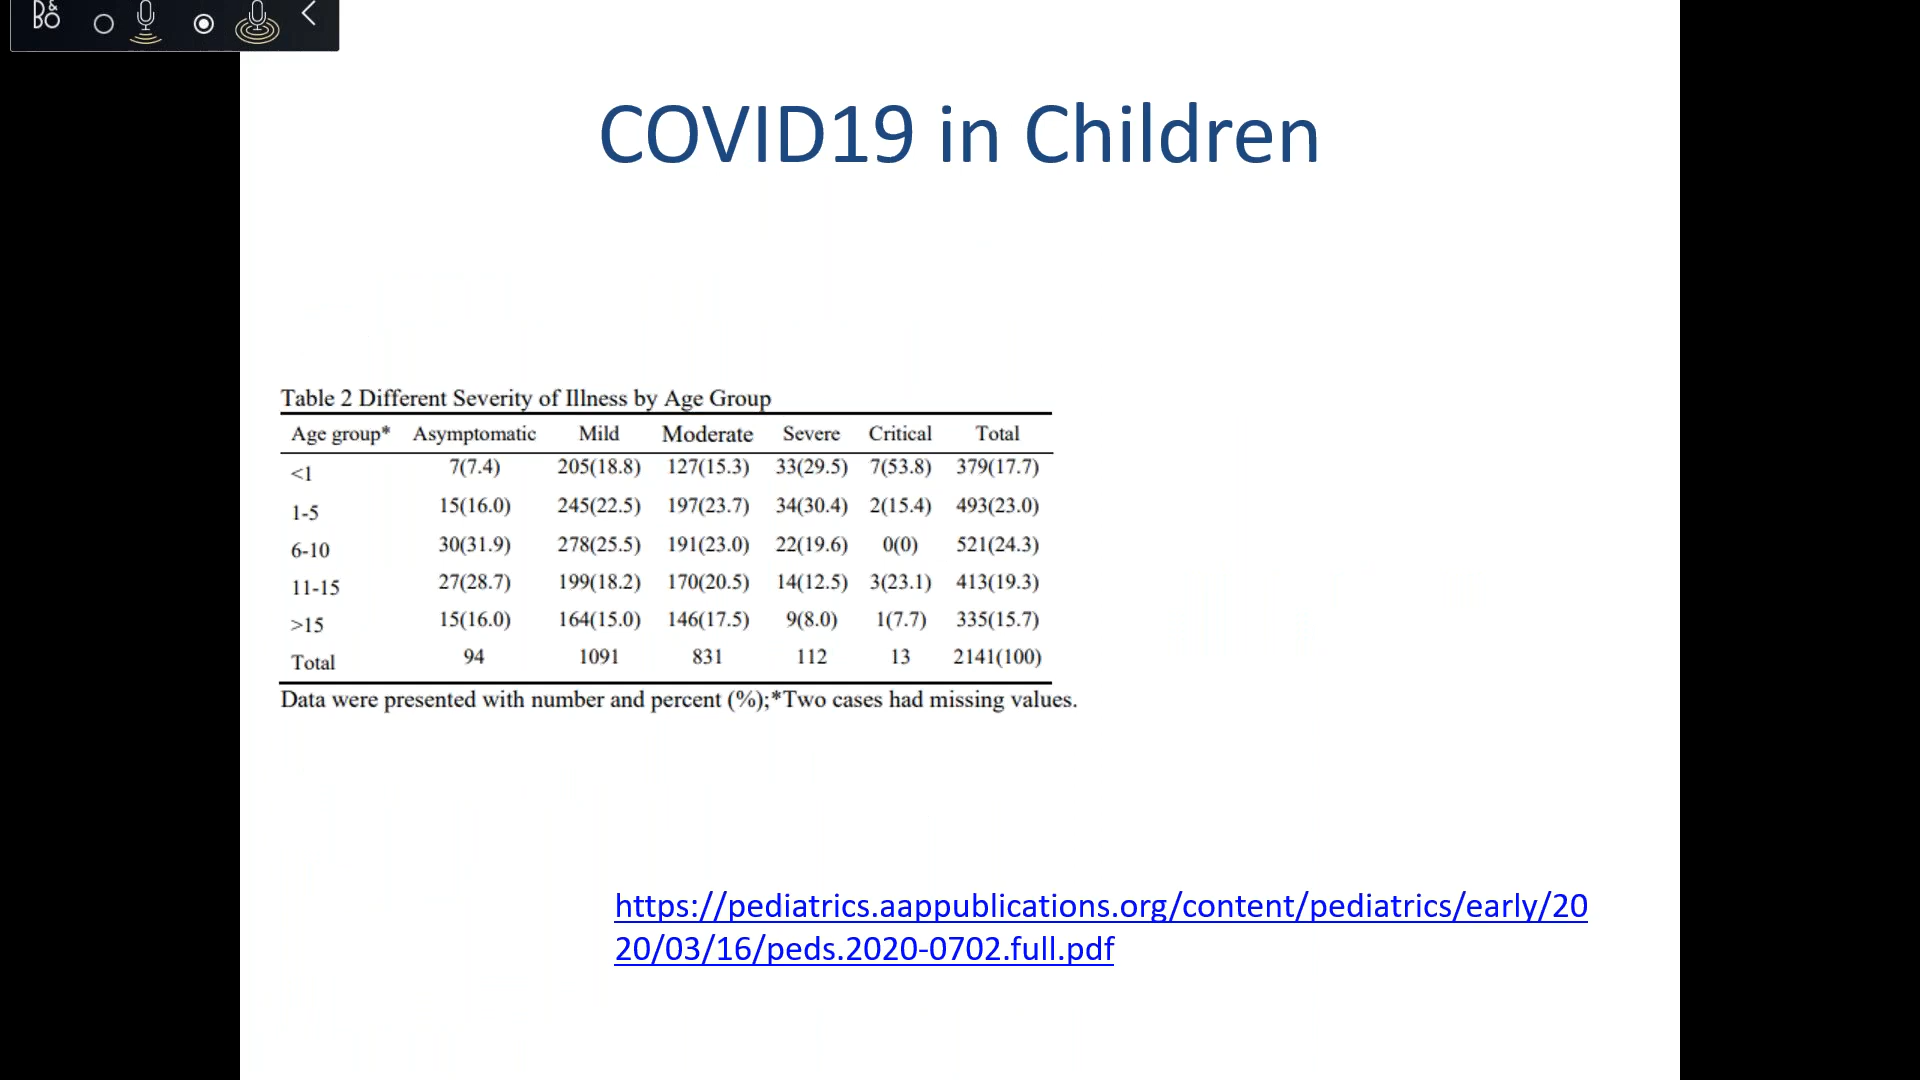 B&O
COVID19 in Children
Table 2 Different Severity of Illness by Age Group
Age group* Asymptomatic Mild Moderate Severe Critical Total
<1 7(7.4) 205(18.8) 127(15.3) 33(29.5) 7(53.8) 379(17.7)
1-5 15(16.0) 245(22.5) 197(23.7) 34(30.4) 2(15.4) 493(23.0)
6-10 30(31.9) 278(25.5) 191(23.0) 22(19.6) 0(0) 521(24.3)
11-15 27(28.7) 199(18.2) 170(20.5) 14(12.5) 3(23.1) 413(19.3)
>15 15(16.0) 164(15.0) 146(17.5) 9(8.0) 1(7.7) 335(15.7)
Total 94 1091 831 112 13 2141(100)
Data were presented with number and percent (%);*Two cases had missing values.
https://pediatrics.aappublications.org/content/pediatrics/early/20
20/03/16/peds.2020-0702.full.pdf